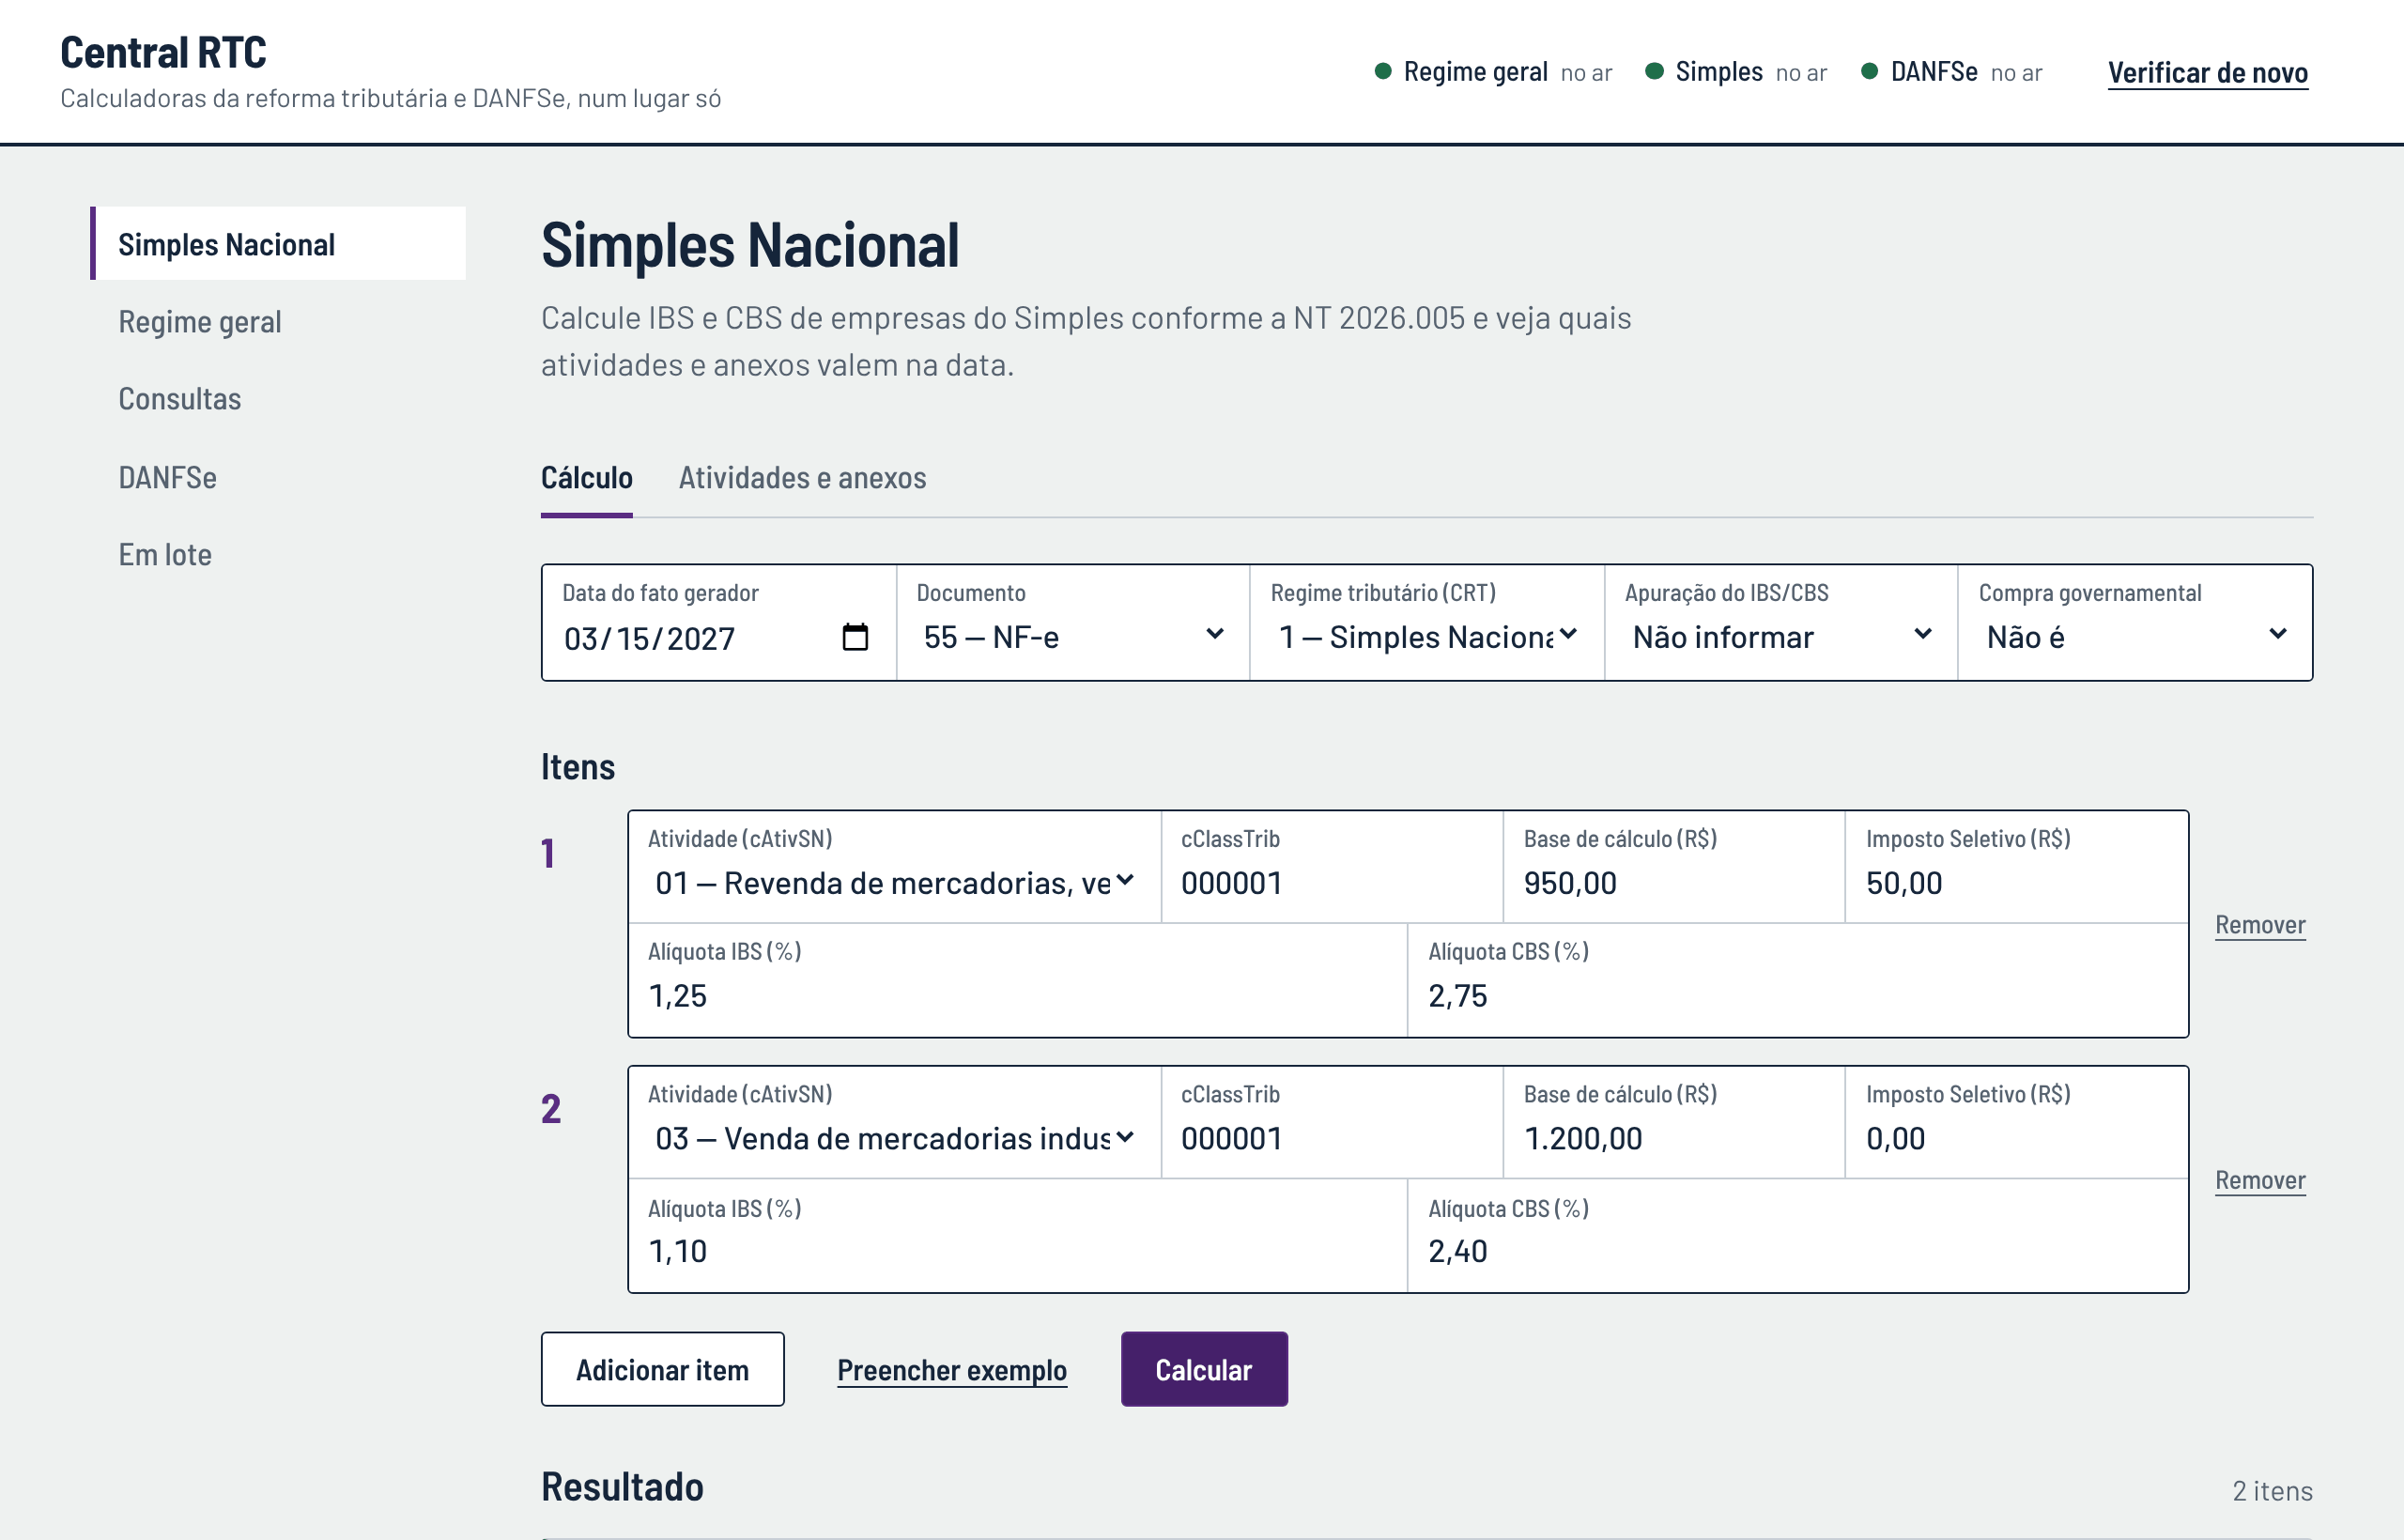 Central RTC
Calculadoras da reforma tributária e DANFSe, num lugar só
Regime geral no ar Simples no ar DANFSe no ar Verificar de novo
Simples Nacional
Regime geral
Consultas
DANFSe
Em lote
Simples Nacional
Calcule IBS e CBS de empresas do Simples conforme a NT 2026.005 e veja quais
atividades e anexos valem na data.
Cálculo Atividades e anexos
Data do fato gerador Documento Regime tributário (CRT) Apuração do IBS/CBS Compra governamental
03/15/2027 55 – NF-e 1 – Simples Naciona Não informar Não é
Itens
1
Atividade (cAtivSN) cClassTrib Base de cálculo (R$) Imposto Seletivo (R$)
01 – Revenda de mercadorias, ve 000001 950,00 50,00
Remover
Alíquota IBS (%) Alíquota CBS (%)
1,25 2,75
2
Atividade (cAtivSN) cClassTrib Base de cálculo (R$) Imposto Seletivo (R$)
03 – Venda de mercadorias indus 000001 1.200,00 0,00
Remover
Alíquota IBS (%) Alíquota CBS (%)
1,10 2,40
Adicionar item Preencher exemplo Calcular
Resultado 2 itens